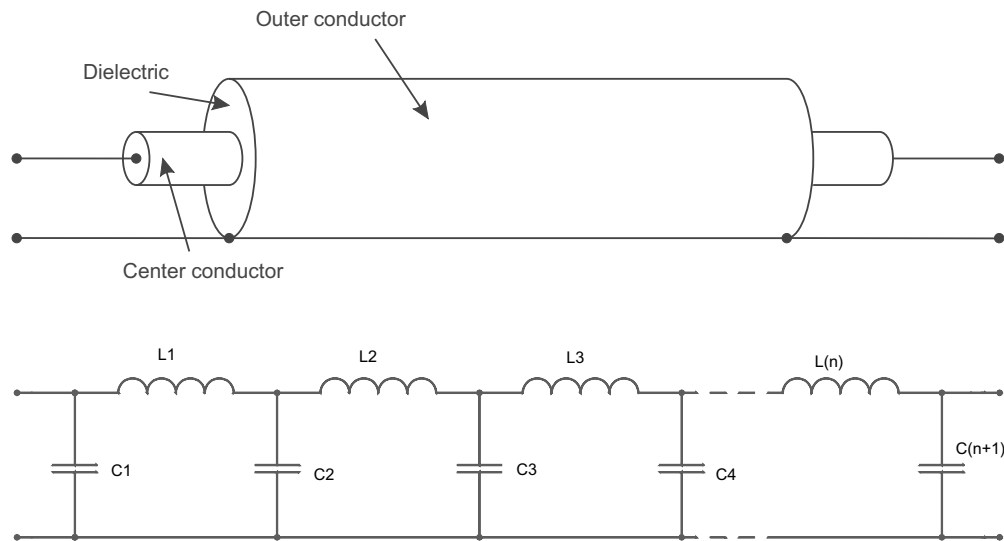 Outer conductor
Dielectric
Center conductor
L1
L2
L3
L(n)
C1
C2
C3
C4
C(n+1)